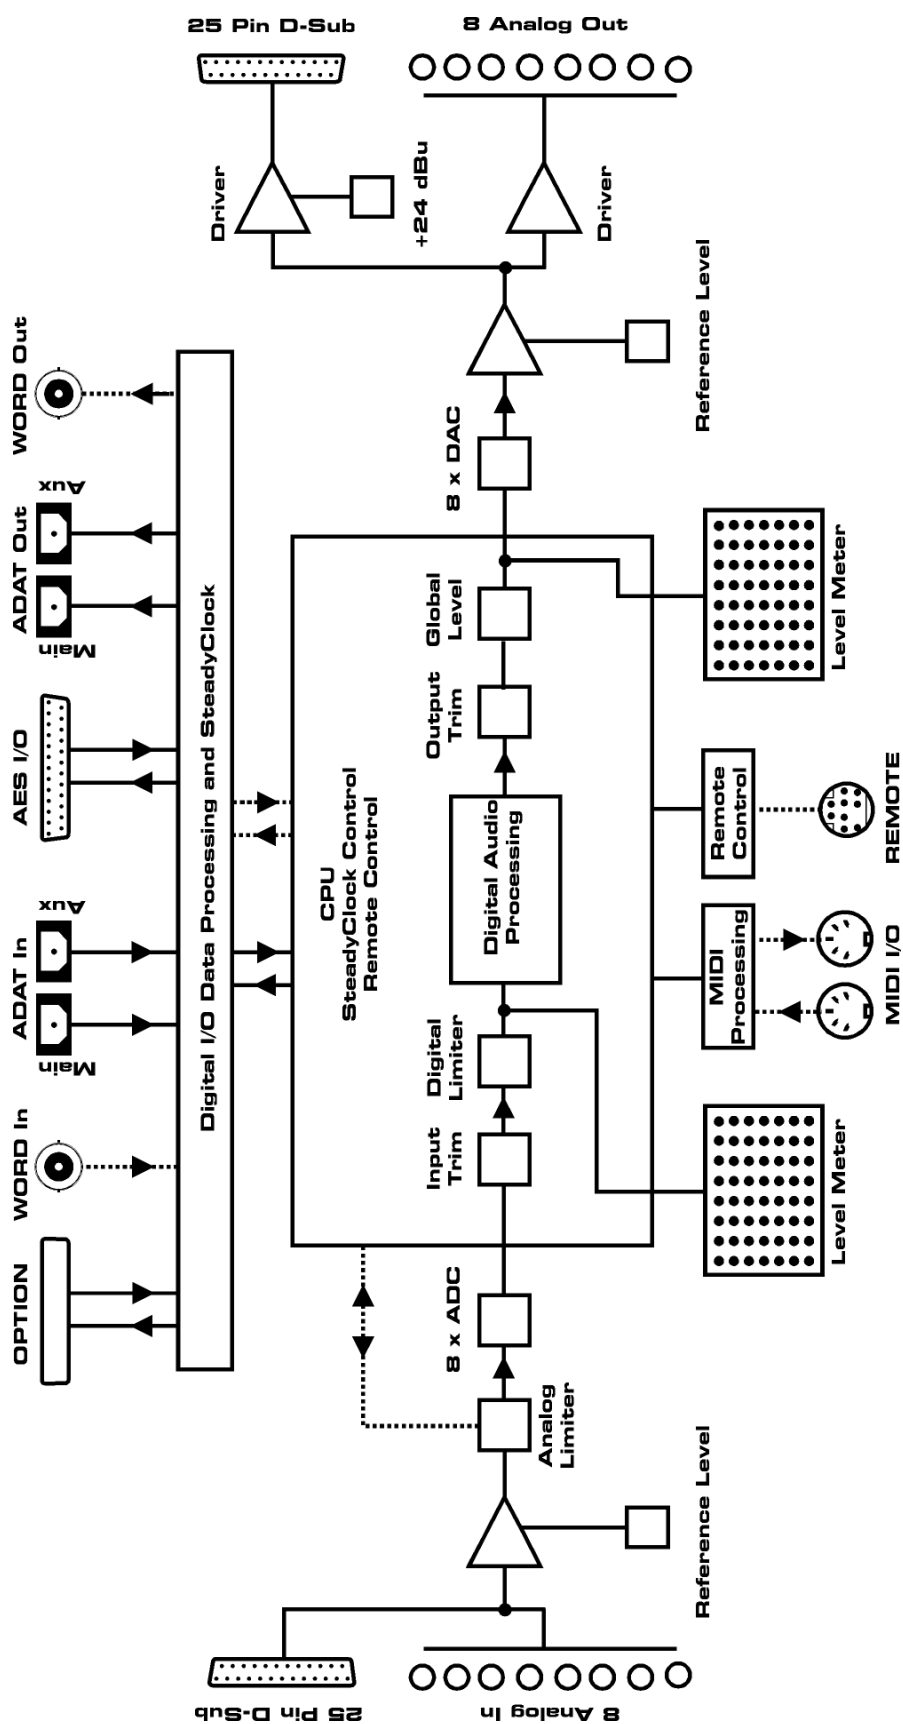 25 Pin D-Sub
8 Analog Out
Driver
+24 dBu
Driver
Reference Level
WORD Out
8 x DAC
Aux
ADAT Out
Main
Global
Level
Level Meter
Output
Trim
AES I/O
Digital I/O Data Processing and SteadyClock
CPU
SteadyClock Control
Remote Control
Digital Audio
Processing
Remote
Control
REMOTE
Aux
ADAT In
Main
MIDI
Processing
MIDI I/O
Digital
Limiter
Input
Trim
Level Meter
WORD In
OPTION
8 x ADC
Analog
Limiter
Reference Level
25 Pin D-Sub
8 Analog In